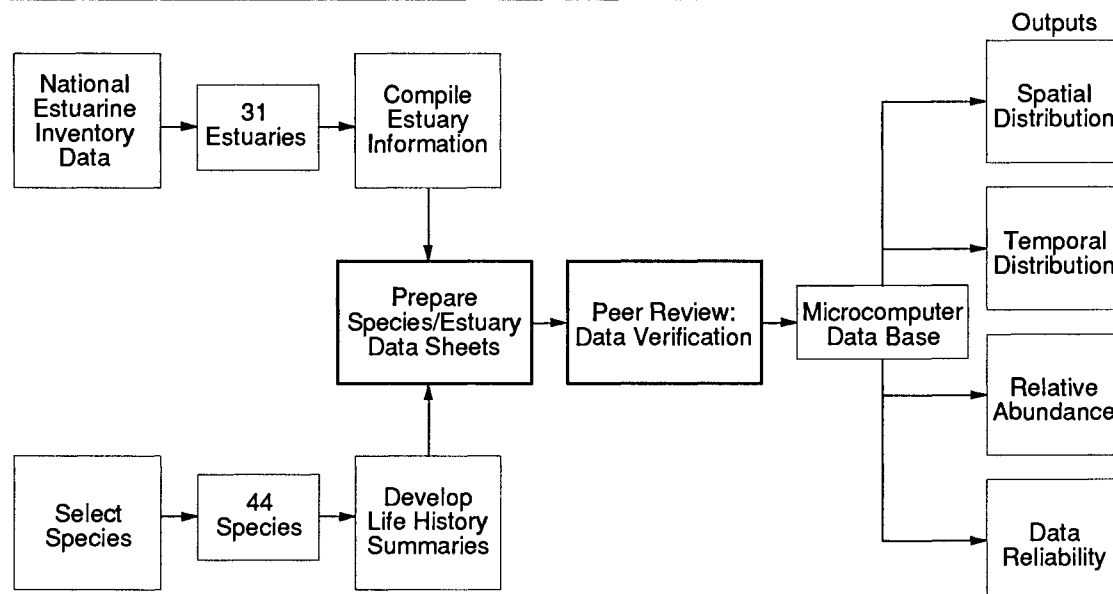 Outputs
National
Estuarine
Inventory
Data
31
Estuaries
Compile
Estuary
Information
Spatial
Distribution
Temporal
Distribution
Prepare
Species/Estuary
Data Sheets
Peer Review:
Data Verification
Microcomputer
Data Base
Relative
Abundance
Select
Species
44
Species
Develop
Life History
Summaries
Data
Reliability